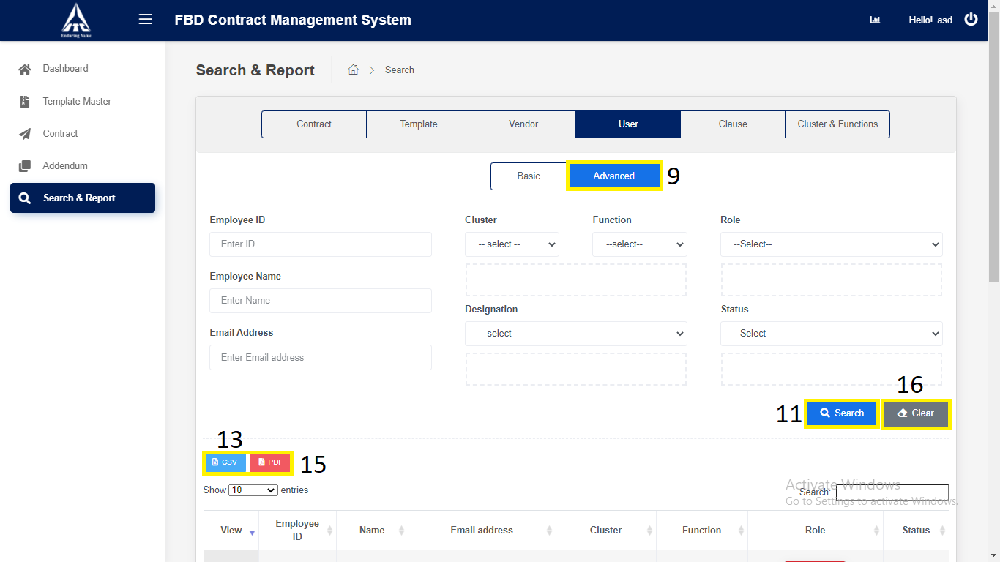 FBD Contract Management System
Hello! asd
ITC
Enduring Value
Dashboard
Template Master
Contract
Addendum
Search & Report
Search & Report
Search
Contract
Template
Vendor
User
Clause
Cluster & Functions
Basic
Advanced
9
Employee ID
Cluster
Function
Role
Enter ID
-- select --
--select--
--Select--
Employee Name
Enter Name
Designation
Status
Email Address
-- select --
--Select--
Enter Email address
16
11
Search
Clear
13
CSV
PDF
15
Show 10 entries
Search:
Activate Windows
Go to Settings to activate Windows.
View
Employee ID
Name
Email address
Cluster
Function
Role
Status